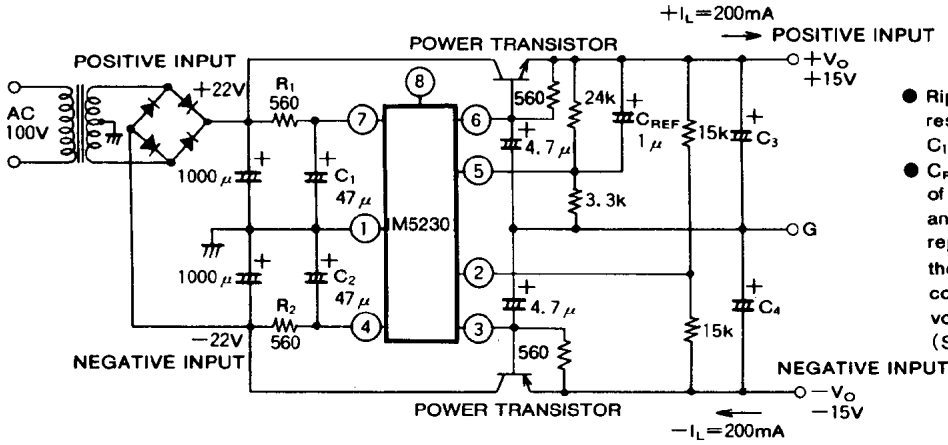 +IL=200mA
POSITIVE INPUT
POWER TRANSISTOR
POSITIVE INPUT
+22V
AC
100V
R1
560
8
7
6
560
24k
CREF
1μ
+
15k
+
C3
+VO
+15V
1000μ
+
+
C1
47μ
4.7μ
+
5
3.3k
1
M5230
G
1000μ
+
+
C2
47μ
2
4.7μ
+
3
560
15k
+
C4
R2
560
4
-22V
NEGATIVE INPUT
POWER TRANSISTOR
NEGATIVE INPUT
-VO
-15V
-IL=200mA
● Rip
res
C1
● CR
of
an
rep
the
co
vo
(S